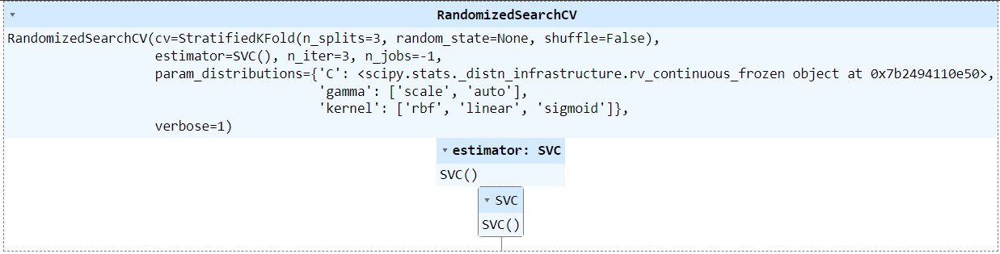 RandomizedSearchCV
RandomizedSearchCV(cv=StratifiedKFold(n_splits=3, random_state=None, shuffle=False),
estimator=SVC(), n_iter=3, n_jobs=-1,
param_distributions={'C': <scipy.stats._distn_infrastructure.rv_continuous_frozen object at 0x7b2494110e50>,
'gamma': ['scale', 'auto'],
'kernel': ['rbf', 'linear', 'sigmoid']},
verbose=1)
estimator: SVC
SVC()
SVC
SVC()